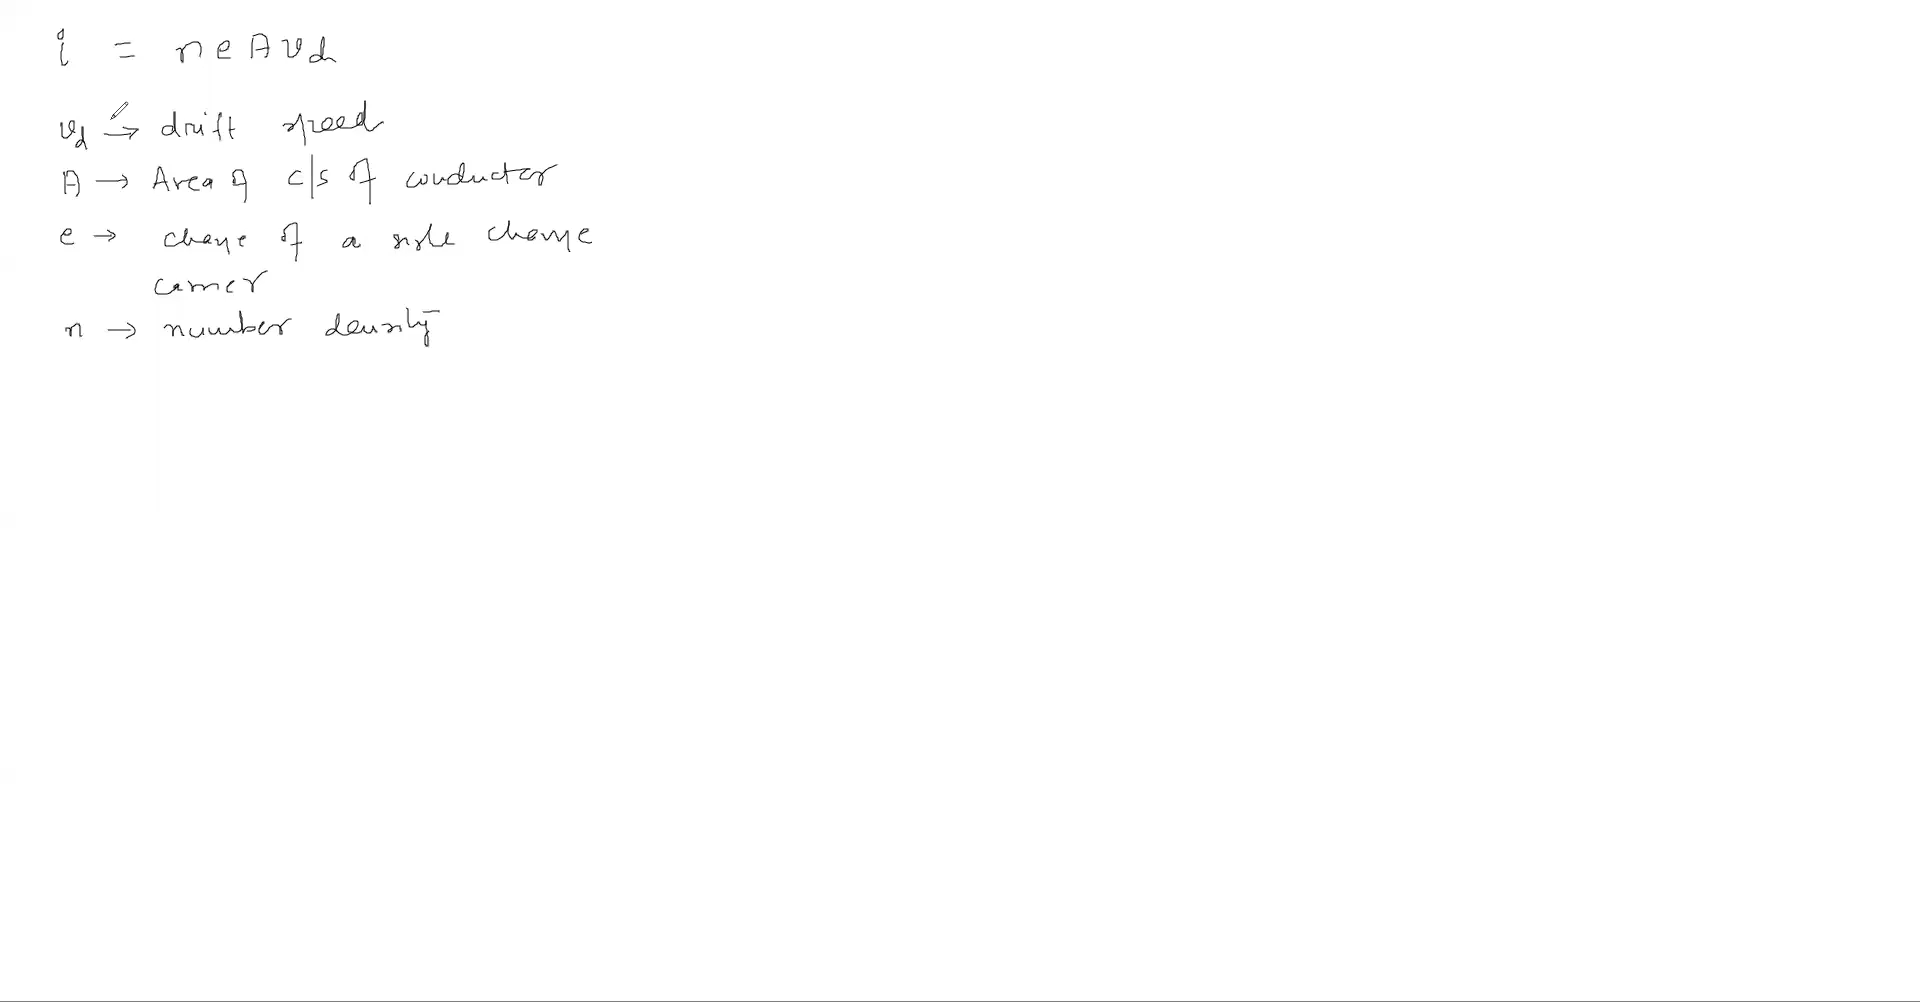 i = neAvd
vd → drift speed
A → Area of c/s of conductor
e → charge of a single charge
carrier
n → number density